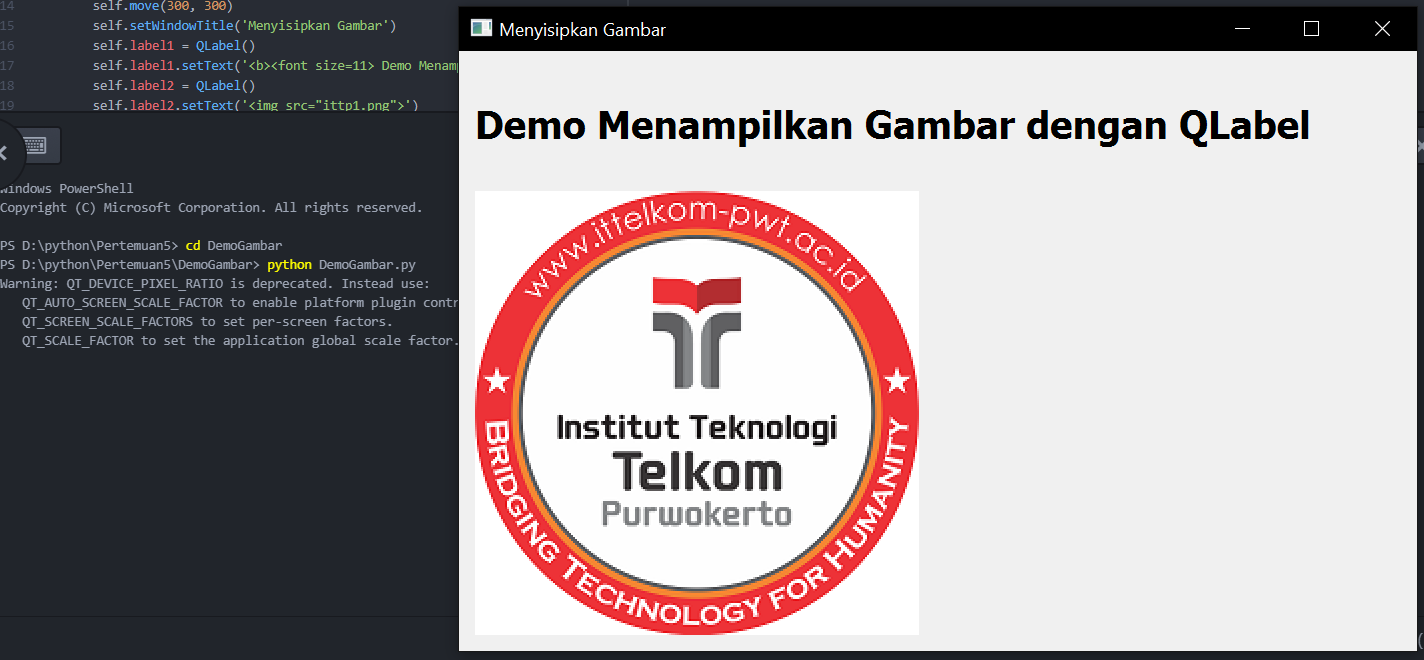 14 self.move(300, 300)
15 self.setWindowTitle('Menyisipkan Gambar')
16 self.label1 = QLabel()
17 self.label1.setText('<b><font size=11> Demo Menamp
18 self.label2 = QLabel()
19 self.label2.setText('<img src="ittp1.png">')
Windows PowerShell
Copyright (C) Microsoft Corporation. All rights reserved.
PS D:\python\Pertemuan5> cd DemoGambar
PS D:\python\Pertemuan5\DemoGambar> python DemoGambar.py
Warning: QT_DEVICE_PIXEL_RATIO is deprecated. Instead use:
QT_AUTO_SCREEN_SCALE_FACTOR to enable platform plugin contr
QT_SCREEN_SCALE_FACTORS to set per-screen factors.
QT_SCALE_FACTOR to set the application global scale factor.
Menyisipkan Gambar
Demo Menampilkan Gambar dengan QLabel
www.ittelkom-pwt.ac.id
Institut Teknologi
Telkom
Purwokerto
BRIDGING TECHNOLOGY FOR HUMANITY